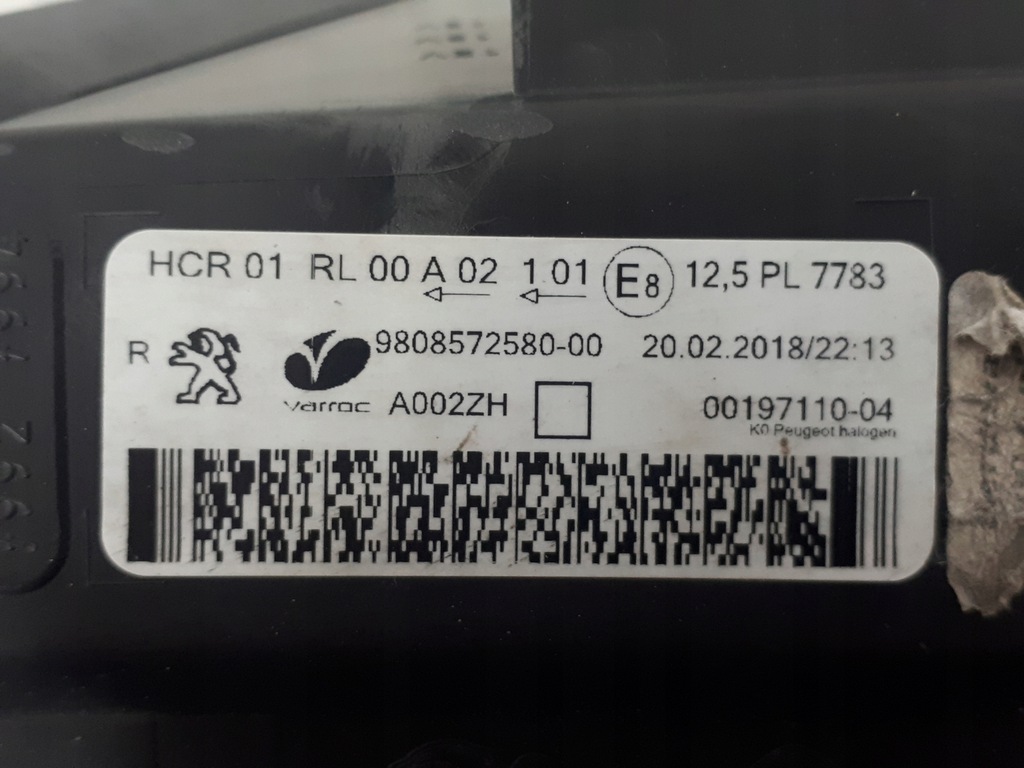 HCR 01 RL 00 A 02 1.01 E8 12,5 PL 7783
R varroc 9808572580-00 20.02.2018/22:13
A002ZH 00197110-04
K0 Peugeot halogen